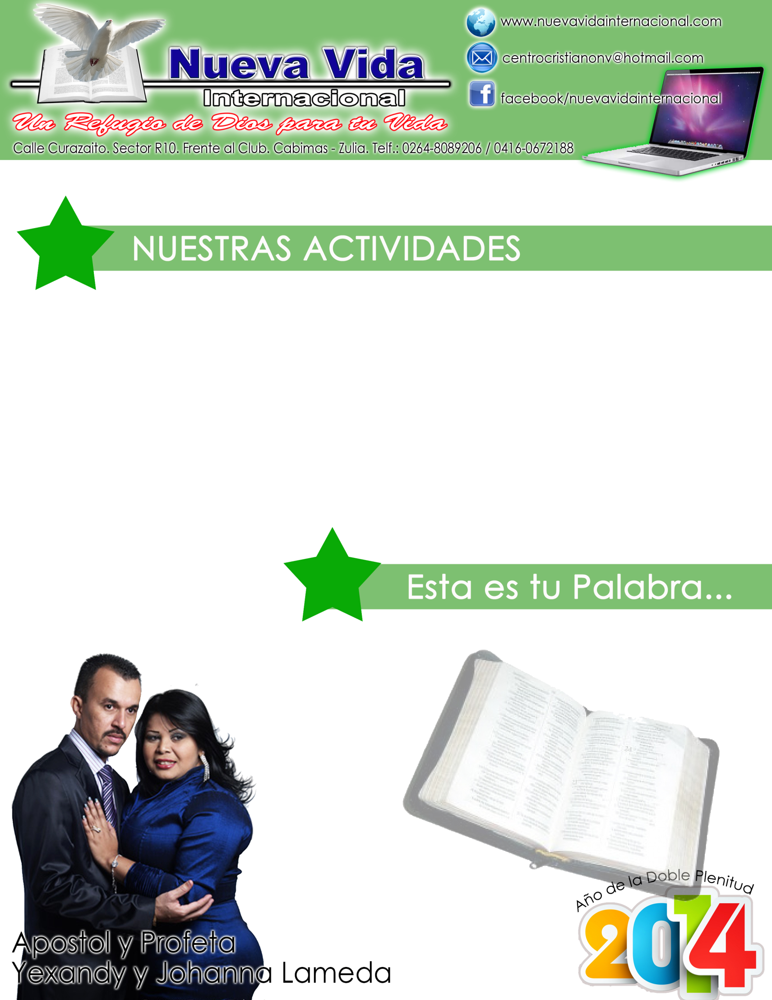 Nueva Vida
Internacional
Un Refugio de Dios para tu Vida
Calle Curazaito. Sector R10. Frente al Club. Cabimas - Zulia. Telf.: 0264-8089206 / 0416-0672188
www.nuevavidainternacional.com
centrocristianonv@hotmail.com
f facebook/nuevavidainternacional
NUESTRAS ACTIVIDADES
Esta es tu Palabra...
Apostol y Profeta
Yexandy y Johanna Lameda
Año de la Doble Plenitud
2014